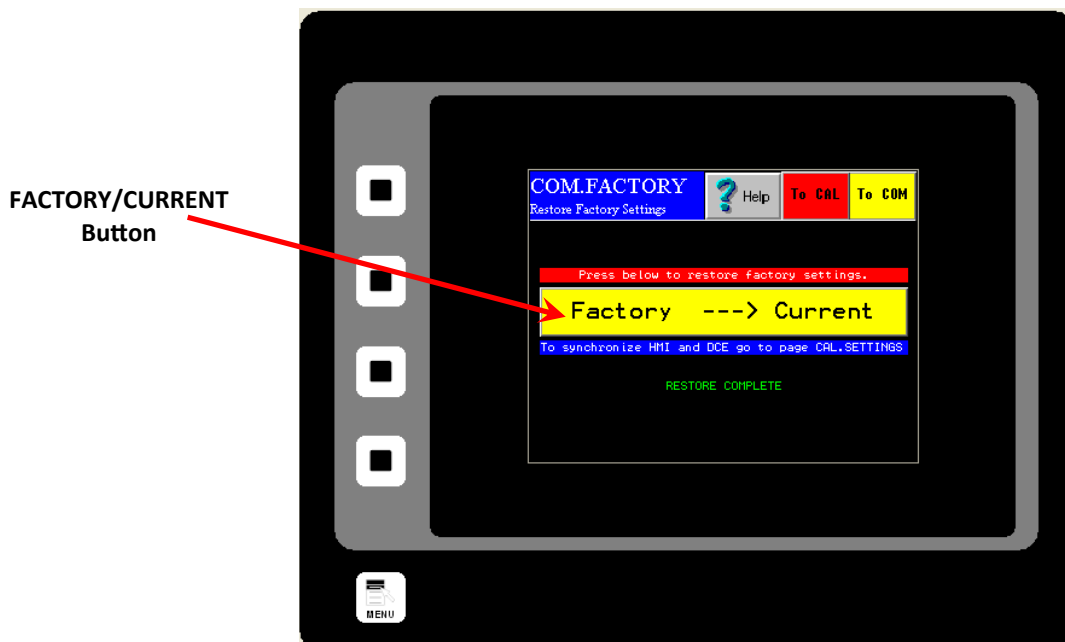 FACTORY/CURRENT
Button
COM.FACTORY
Restore Factory Settings
? Help
To CAL
To COM
Press below to restore factory settings.
Factory ---> Current
To synchronize HMI and DCE go to page CAL.SETTINGS
RESTORE COMPLETE
MENU